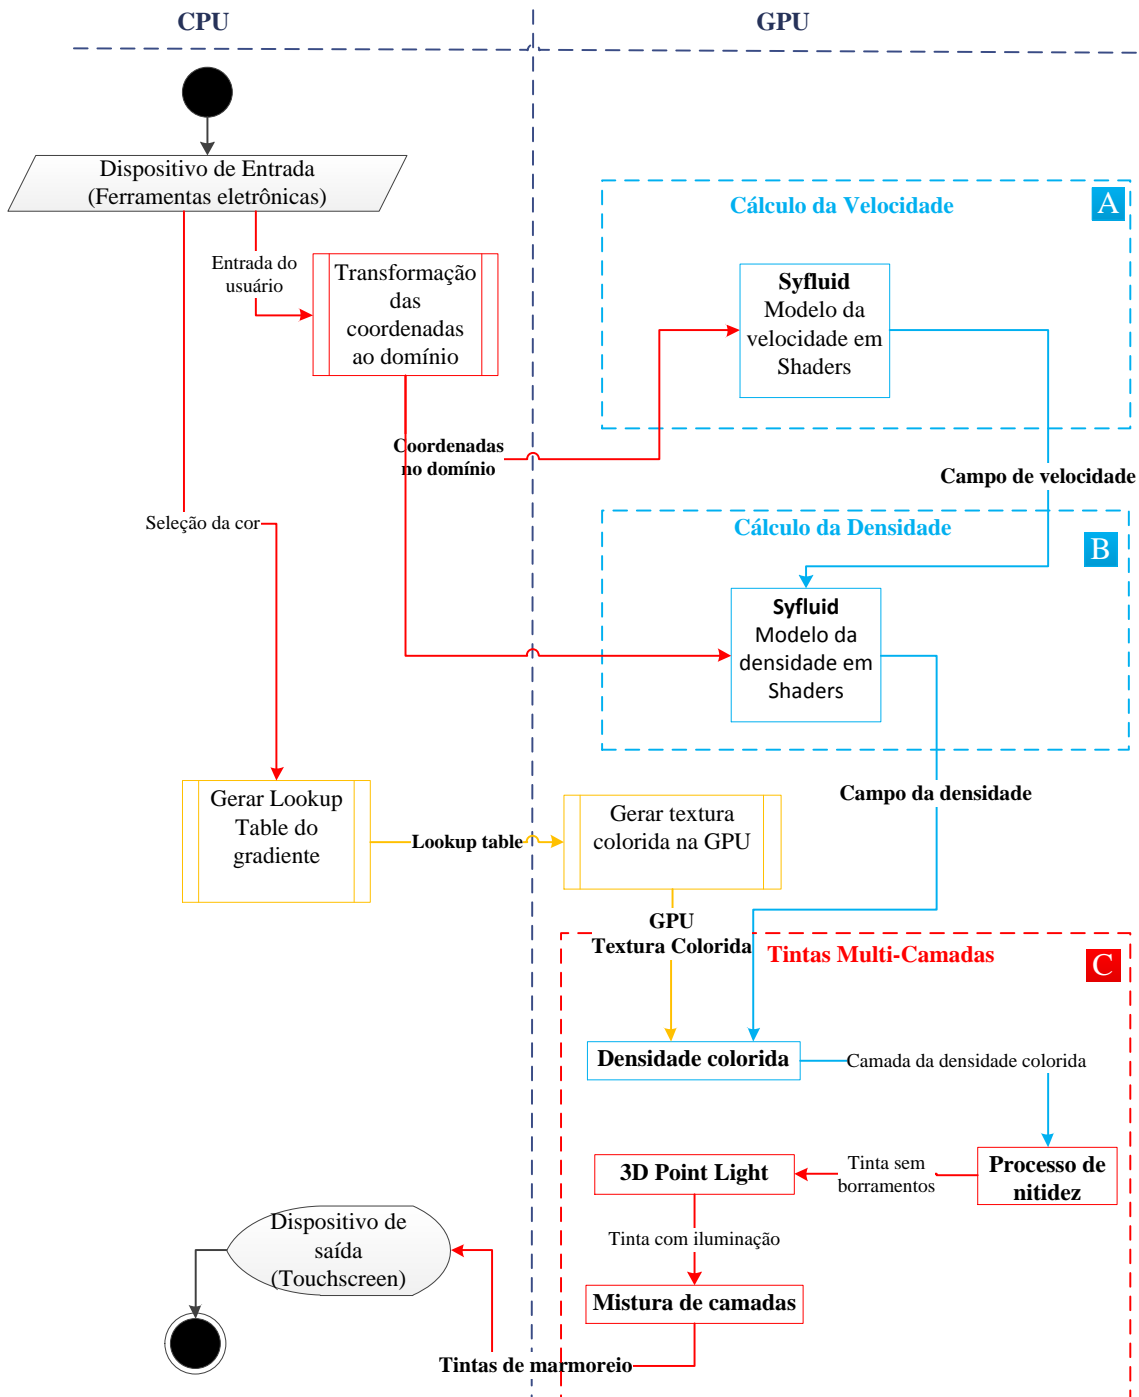 CPU
GPU
Dispositivo de Entrada
(Ferramentas eletrônicas)
Cálculo da Velocidade
A
Entrada do
usuário
Transformação
das
coordenadas
ao domínio
Syfluid
Modelo da
velocidade em
Shaders
Coordenadas
no domínio
Campo de velocidade
Seleção da cor
Cálculo da Densidade
B
Syfluid
Modelo da
densidade em
Shaders
Gerar Lookup
Table do
gradiente
Lookup table
Gerar textura
colorida na GPU
Campo da densidade
GPU
Textura Colorida
Tintas Multi-Camadas
C
Densidade colorida
Camada da densidade colorida
3D Point Light
Tinta sem
borramentos
Processo de
nitidez
Dispositivo de
saída
(Touchscreen)
Tinta com iluminação
Mistura de camadas
Tintas de marmoreio